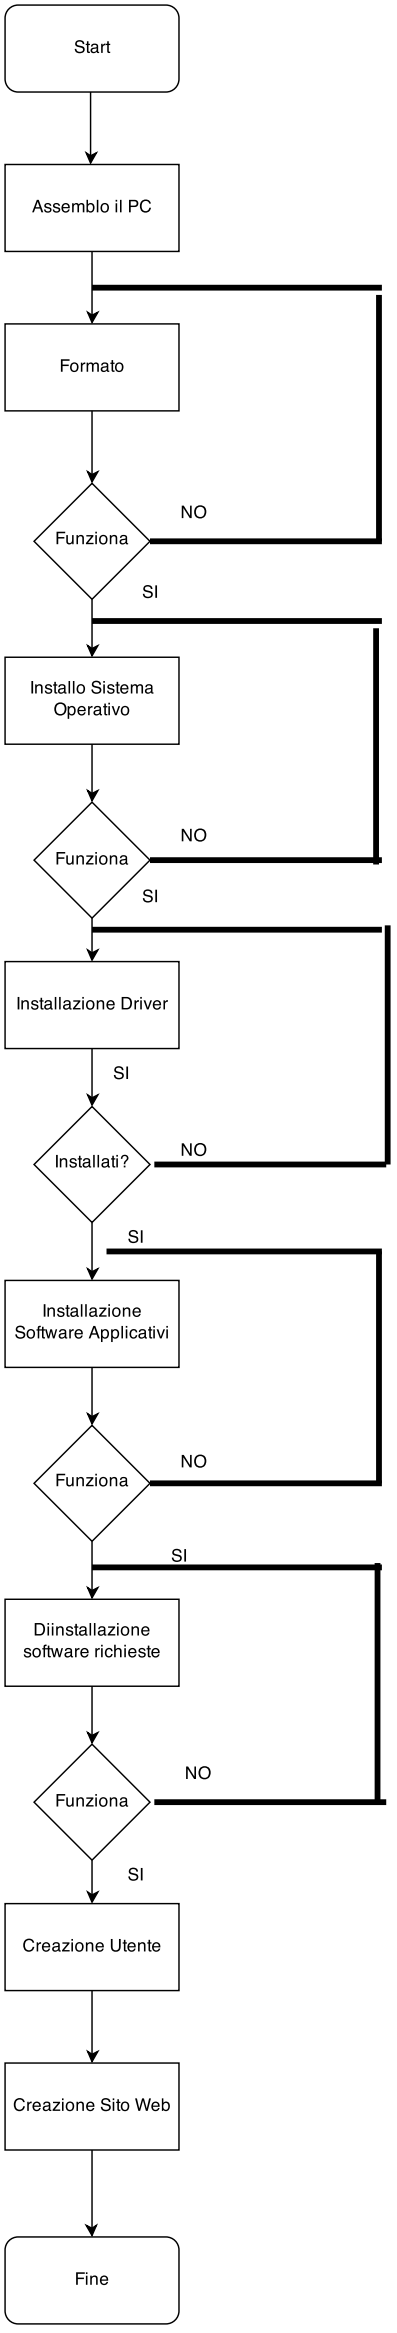 Start
Assemblo il PC
Formato
NO
Funziona
SI
Installo Sistema
Operativo
NO
Funziona
SI
Installazione Driver
SI
NO
Installati?
SI
Installazione
Software Applicativi
NO
Funziona
SI
Diinstallazione
software richieste
NO
Funziona
SI
Creazione Utente
Creazione Sito Web
Fine